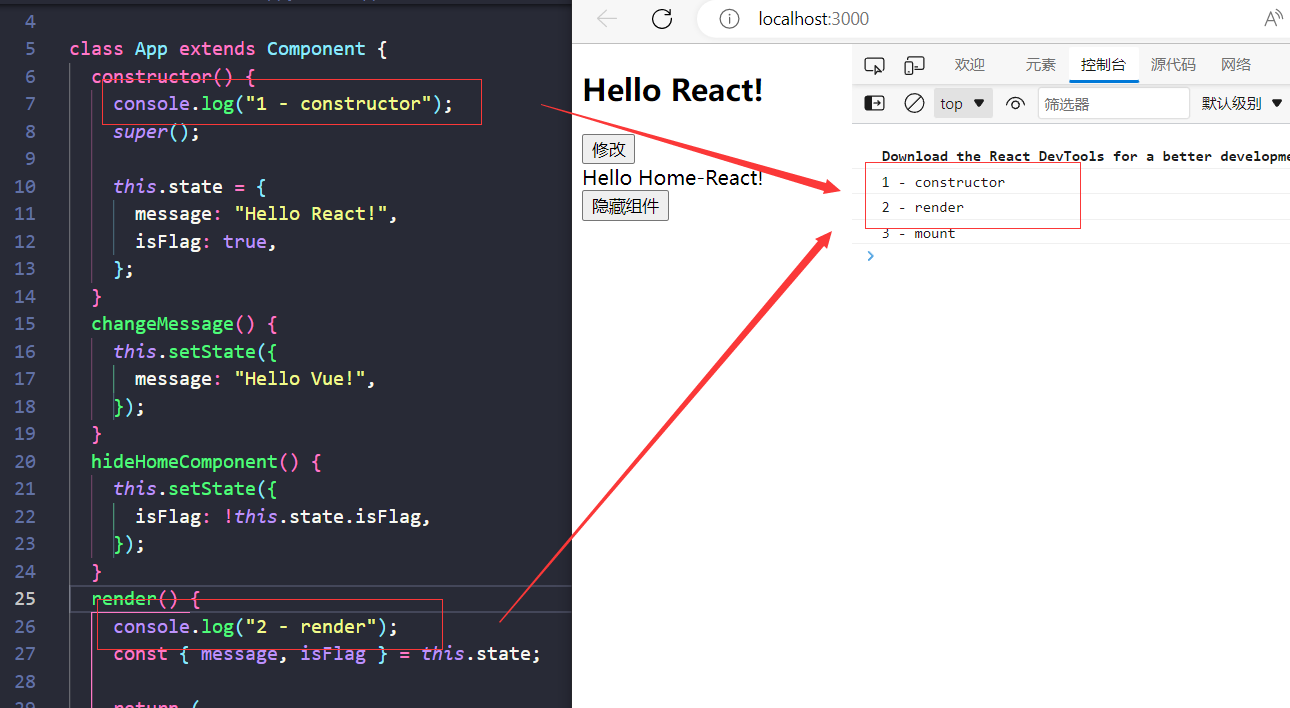 4
5 class App extends Component {
6 constructor() {
7 console.log("1 - constructor");
8 super();
9
10 this.state = {
11 message: "Hello React!",
12 isFlag: true,
13 };
14 }
15 changeMessage() {
16 this.setState({
17 message: "Hello Vue!",
18 });
19 }
20 hideHomeComponent() {
21 this.setState({
22 isFlag: !this.state.isFlag,
23 });
24 }
25 render() {
26 console.log("2 - render");
27 const { message, isFlag } = this.state;
28
29 return (
localhost:3000
Hello React!
修改
Hello Home-React!
隐藏组件
欢迎 元素 控制台 源代码 网络
top ▼ 筛选器 默认级别 ▼
Download the React DevTools for a better developme
1 - constructor
2 - render
3 - mount
>